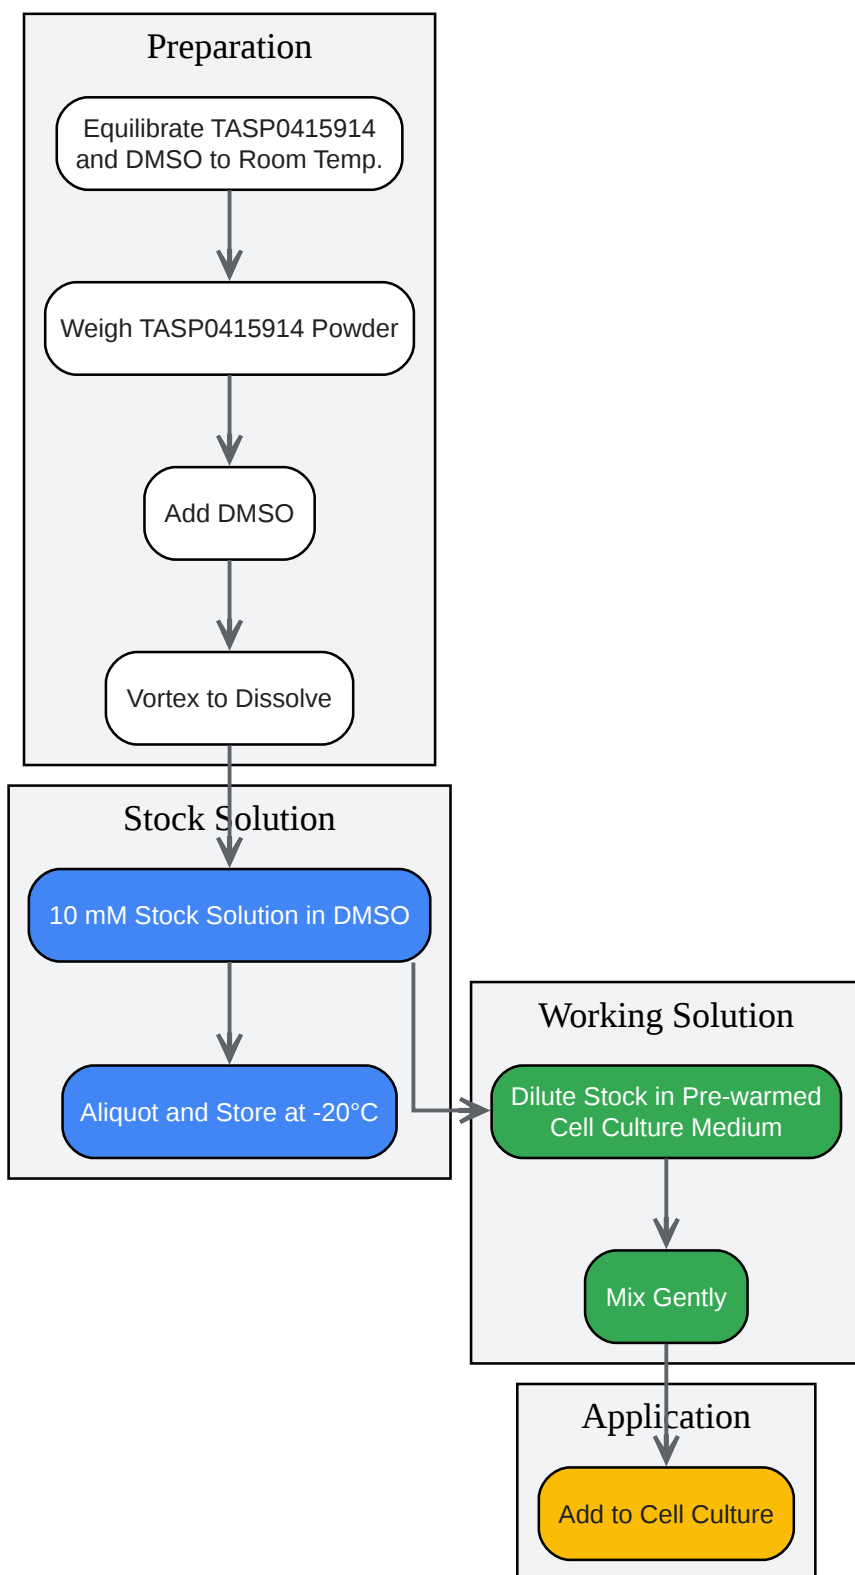 Preparation
Equilibrate TASP0415914
and DMSO to Room Temp.
Weigh TASP0415914 Powder
Add DMSO
Vortex to Dissolve
Stock Solution
10 mM Stock Solution in DMSO
Aliquot and Store at -20°C
Working Solution
Dilute Stock in Pre-warmed
Cell Culture Medium
Mix Gently
Application
Add to Cell Culture